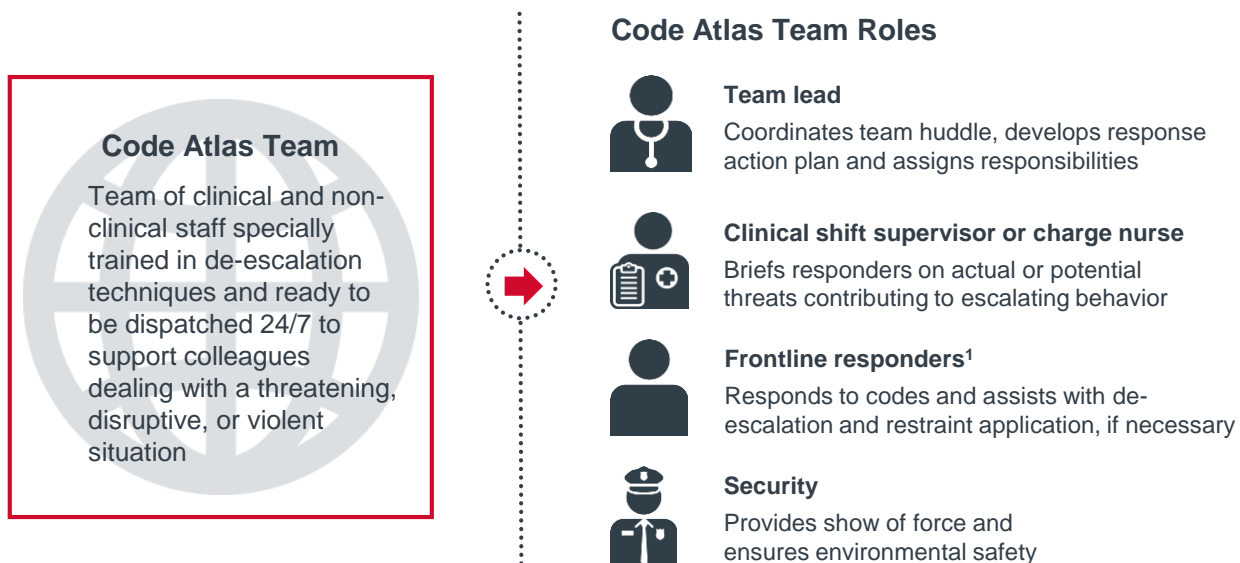 Code Atlas Team
Team of clinical and non-
clinical staff specially
trained in de-escalation
techniques and ready to
be dispatched 24/7 to
support colleagues
dealing with a threatening,
disruptive, or violent
situation
Code Atlas Team Roles
Team lead
Coordinates team huddle, develops response
action plan and assigns responsibilities
Clinical shift supervisor or charge nurse
Briefs responders on actual or potential
threats contributing to escalating behavior
Frontline responders¹
Responds to codes and assists with de-
escalation and restraint application, if necessary
Security
Provides show of force and
ensures environmental safety